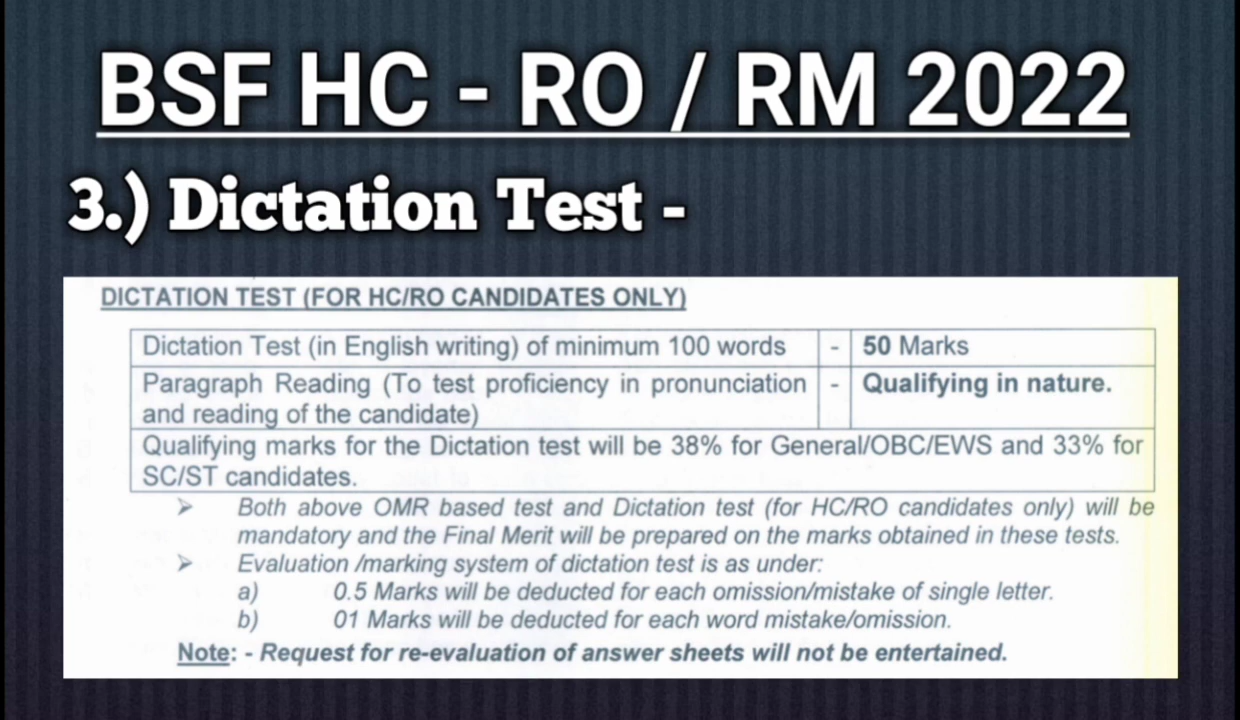 BSF HC - RO / RM 2022
3.) Dictation Test -
DICTATION TEST (FOR HC/RO CANDIDATES ONLY)
Dictation Test (in English writing) of minimum 100 words - 50 Marks
Paragraph Reading (To test proficiency in pronunciation - Qualifying in nature.
and reading of the candidate)
Qualifying marks for the Dictation test will be 38% for General/OBC/EWS and 33% for
SC/ST candidates.
➢ Both above OMR based test and Dictation test (for HC/RO candidates only) will be
mandatory and the Final Merit will be prepared on the marks obtained in these tests.
➢ Evaluation /marking system of dictation test is as under:
a) 0.5 Marks will be deducted for each omission/mistake of single letter.
b) 01 Marks will be deducted for each word mistake/omission.
Note: - Request for re-evaluation of answer sheets will not be entertained.